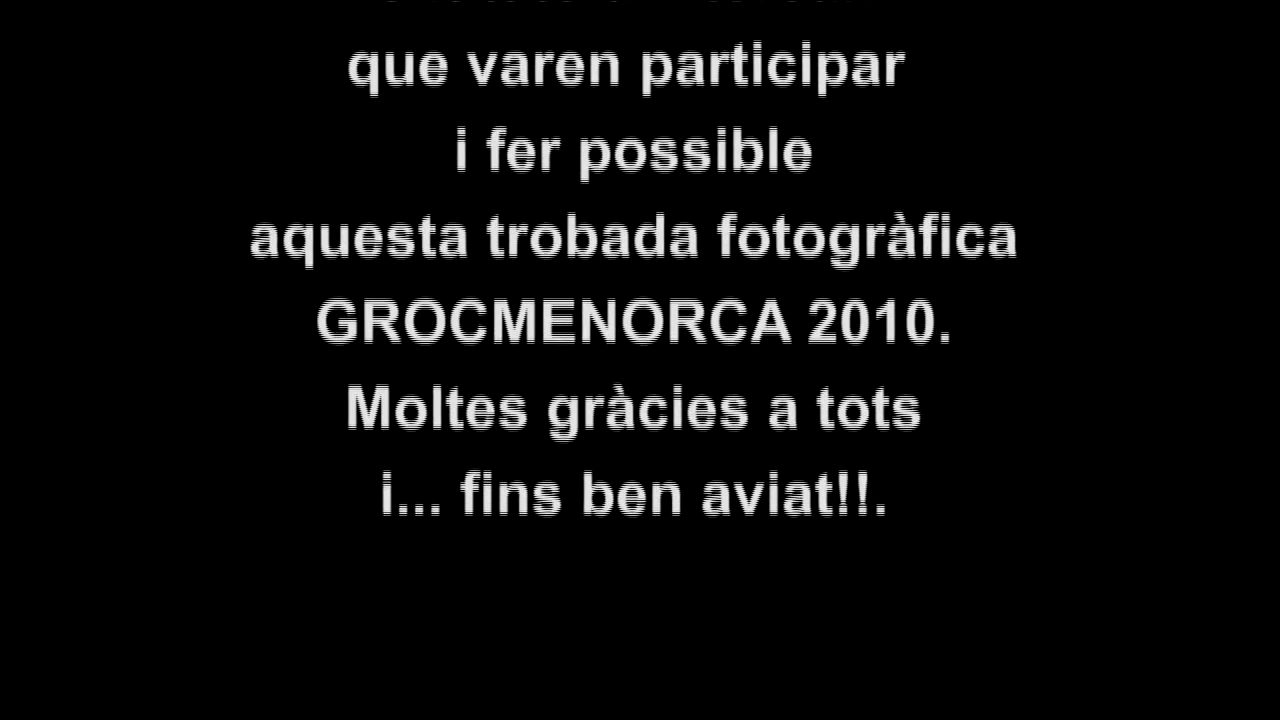 que varen participar
i fer possible
aquesta trobada fotogràfica
GROCMENORCA 2010.
Moltes gràcies a tots
i... fins ben aviat!!.